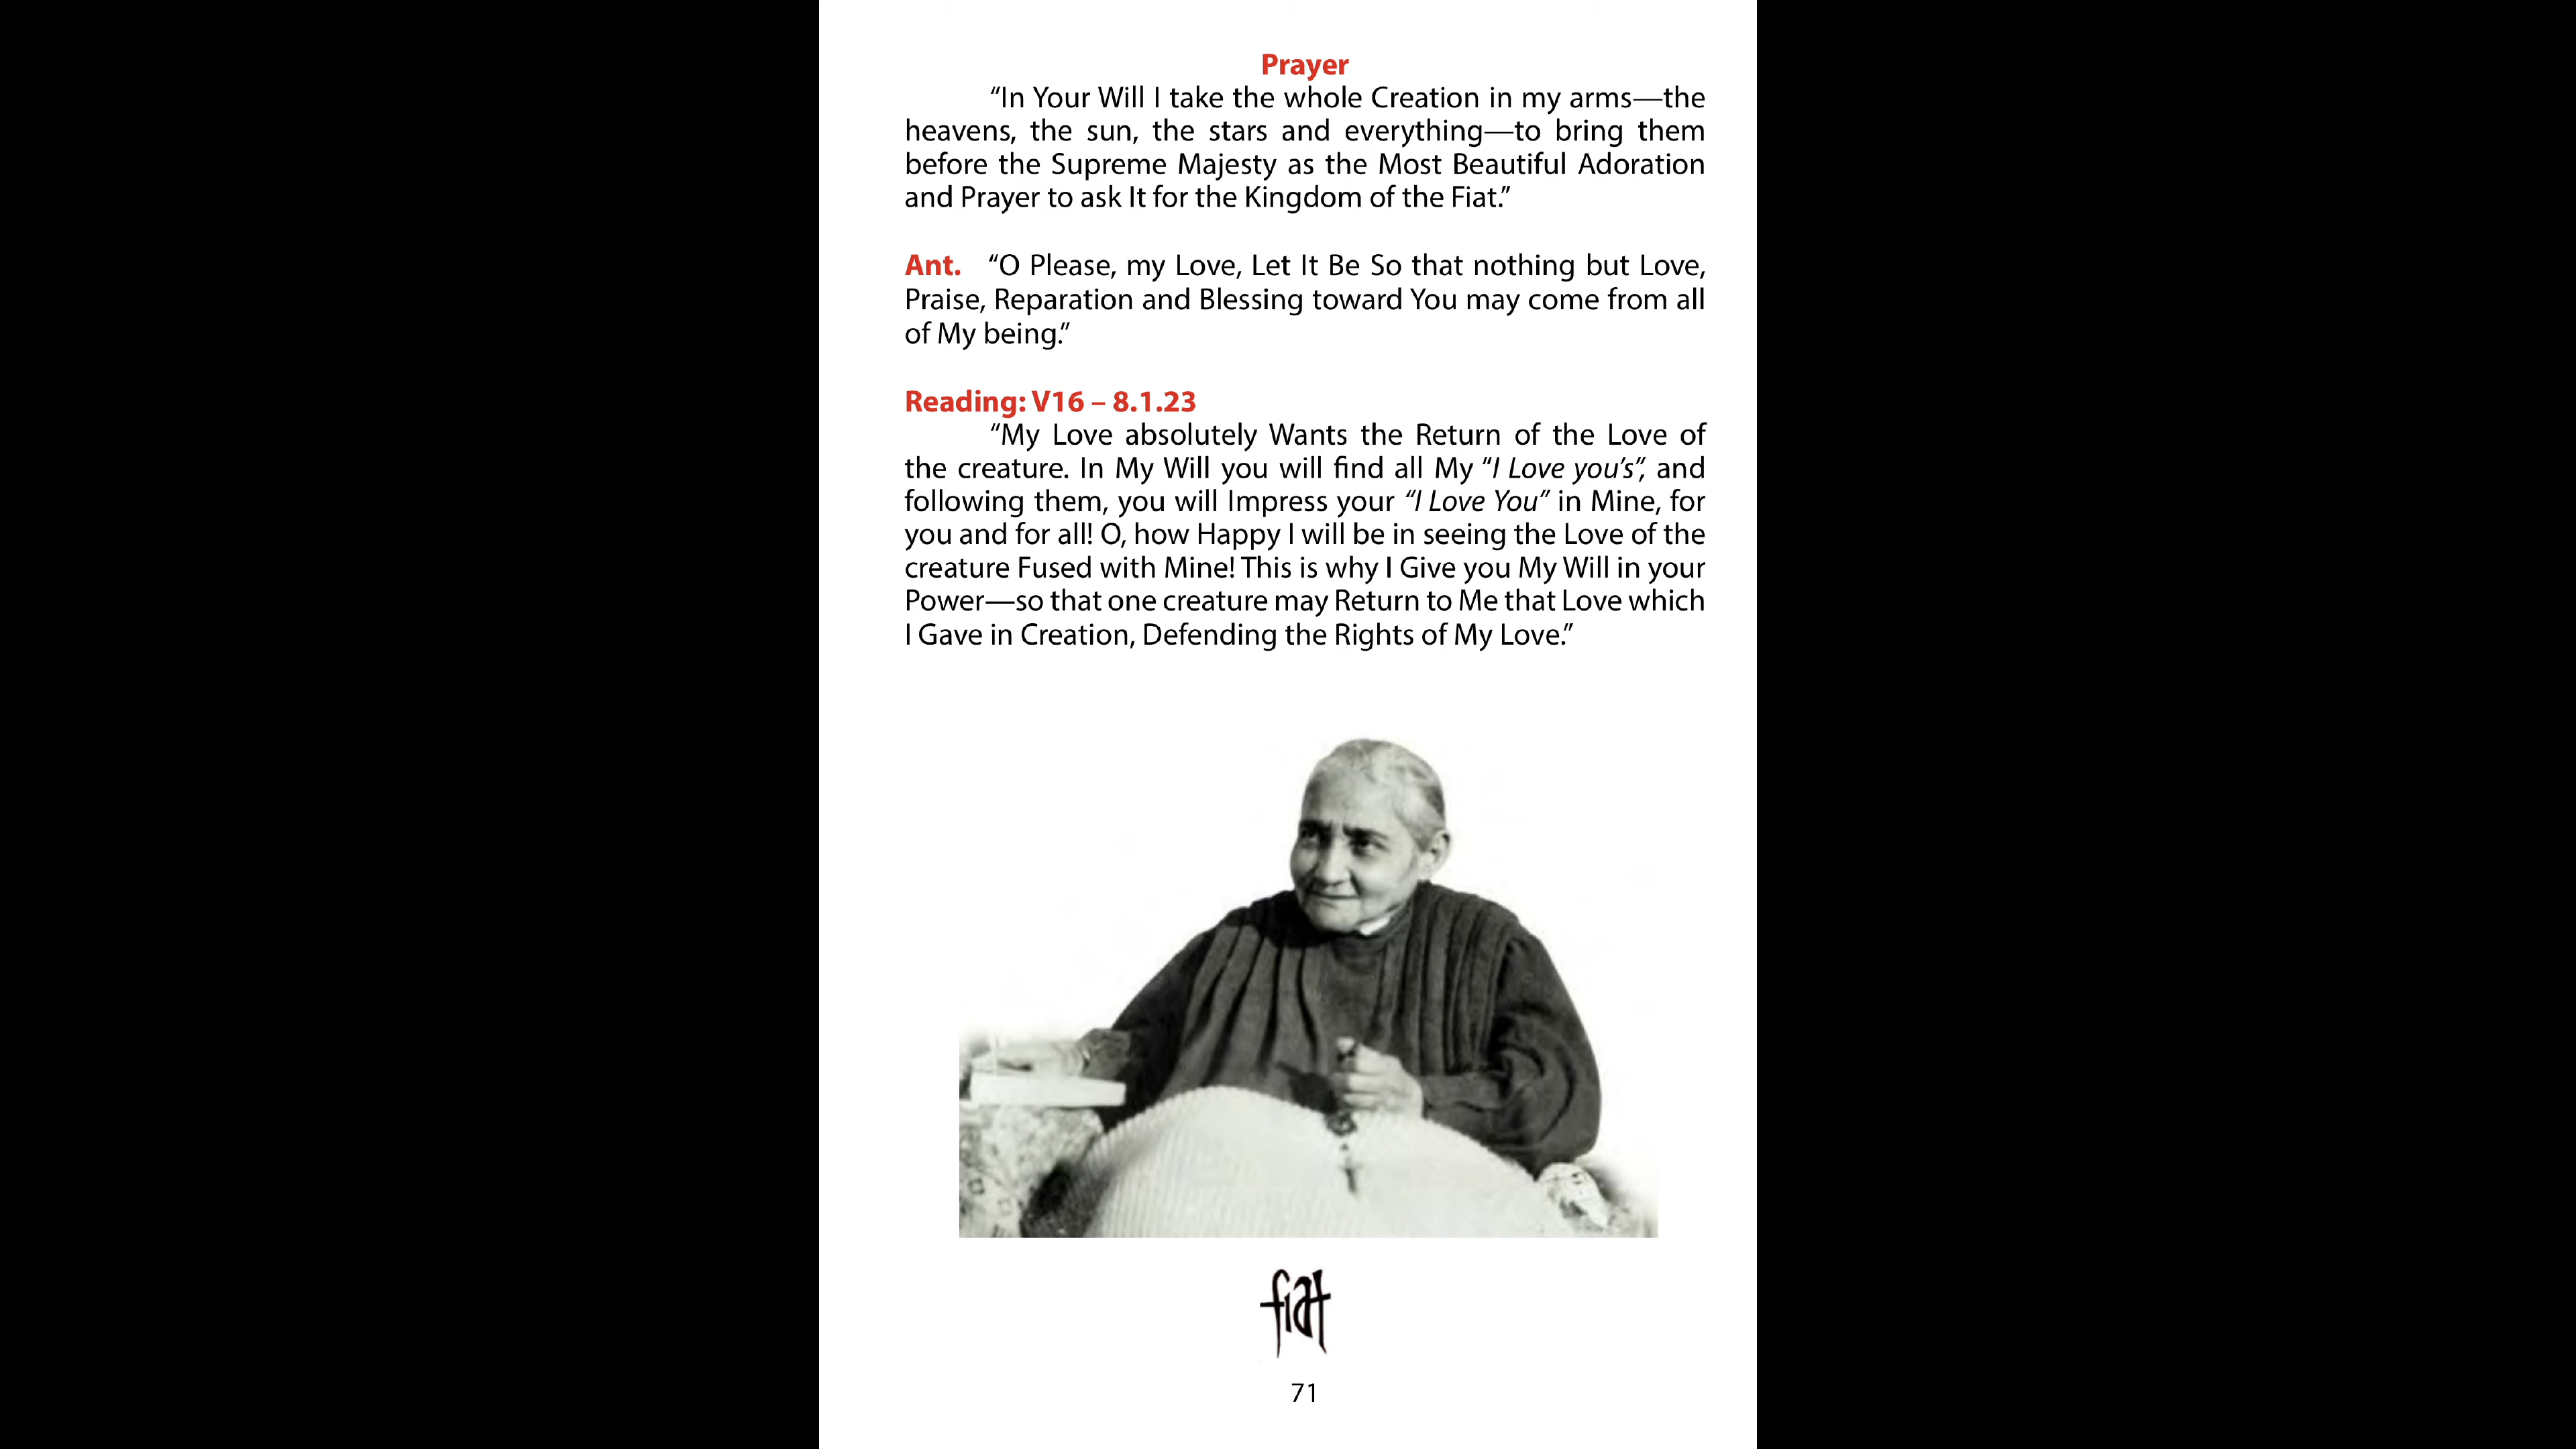 Prayer
“In Your Will I take the whole Creation in my arms—the
heavens, the sun, the stars and everything—to bring them
before the Supreme Majesty as the Most Beautiful Adoration
and Prayer to ask It for the Kingdom of the Fiat.”
Ant. “O Please, my Love, Let It Be So that nothing but Love,
Praise, Reparation and Blessing toward You may come from all
of My being.”
Reading: V16 – 8.1.23
“My Love absolutely Wants the Return of the Love of
the creature. In My Will you will find all My “I Love you’s”, and
following them, you will Impress your “I Love You” in Mine, for
you and for all! O, how Happy I will be in seeing the Love of the
creature Fused with Mine! This is why I Give you My Will in your
Power—so that one creature may Return to Me that Love which
I Gave in Creation, Defending the Rights of My Love.”
fiat
71